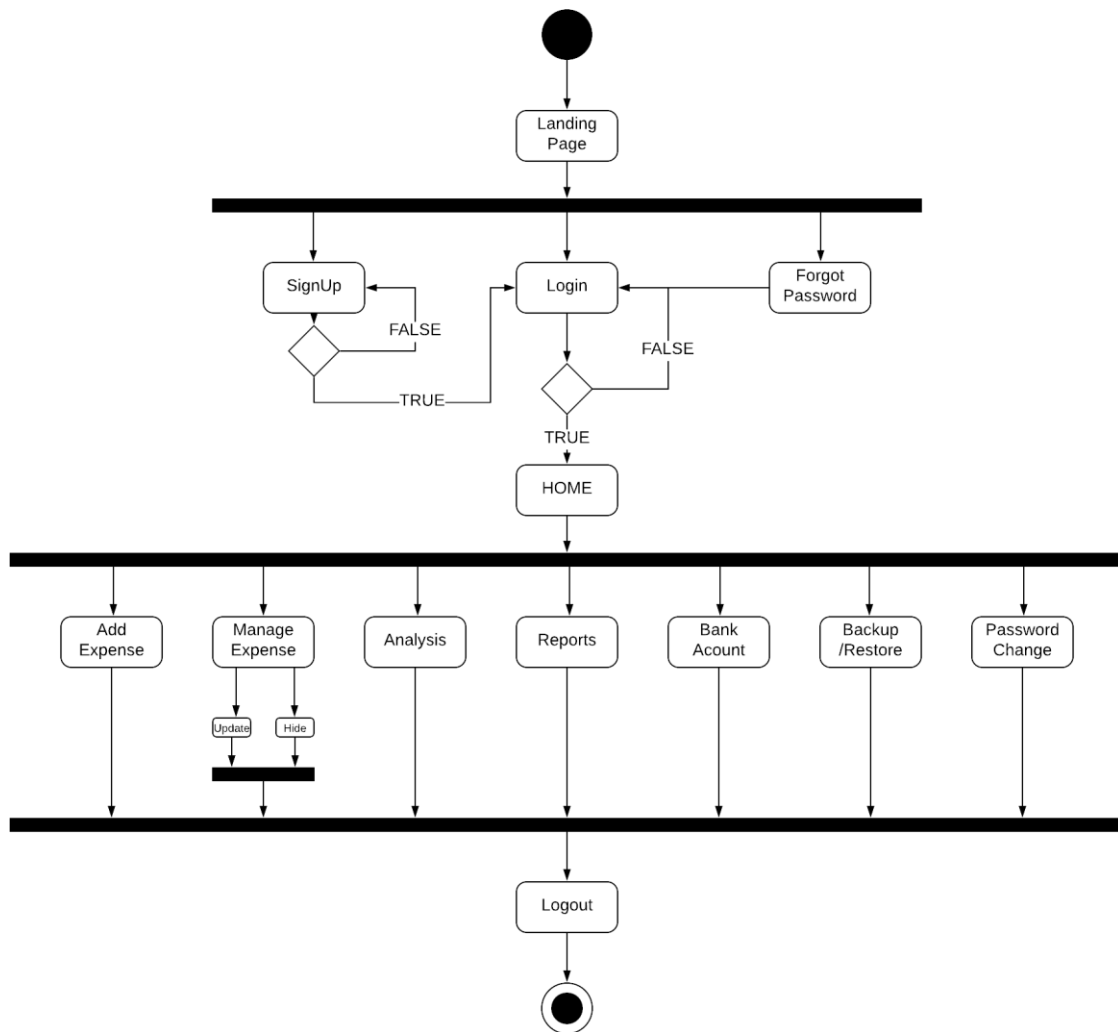 Landing
Page
SignUp
Login
Forgot
Password
FALSE
FALSE
TRUE
TRUE
HOME
Add
Expense
Manage
Expense
Analysis
Reports
Bank
Acount
Backup
/Restore
Password
Change
Update
Hide
Logout